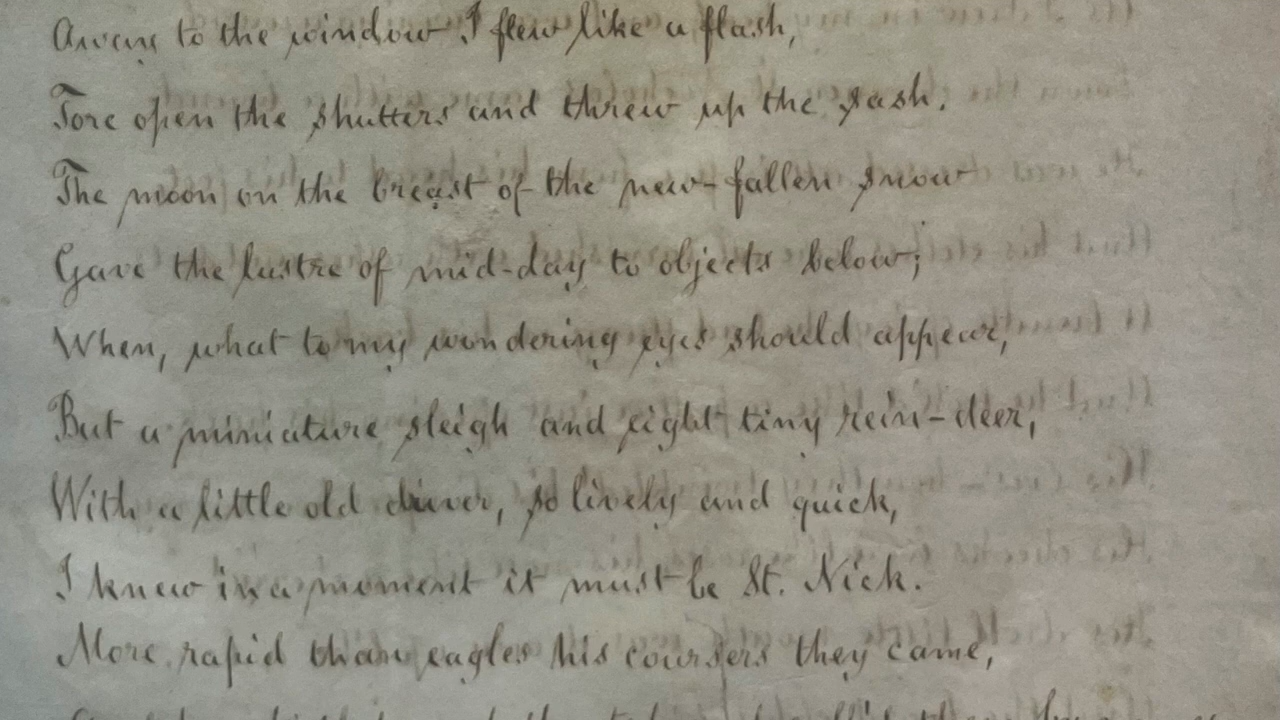 Away to the window I flew like a flash,
Tore open the shutters and threw up the sash.
The moon on the breast of the new-fallen snow
Gave the lustre of mid-day to objects below;
When, what to my wondering eyes should appear,
But a miniature sleigh and eight tiny rein-deer,
With a little old driver, so lively and quick,
I knew in a moment it must be St. Nick.
More rapid than eagles his coursers they came,